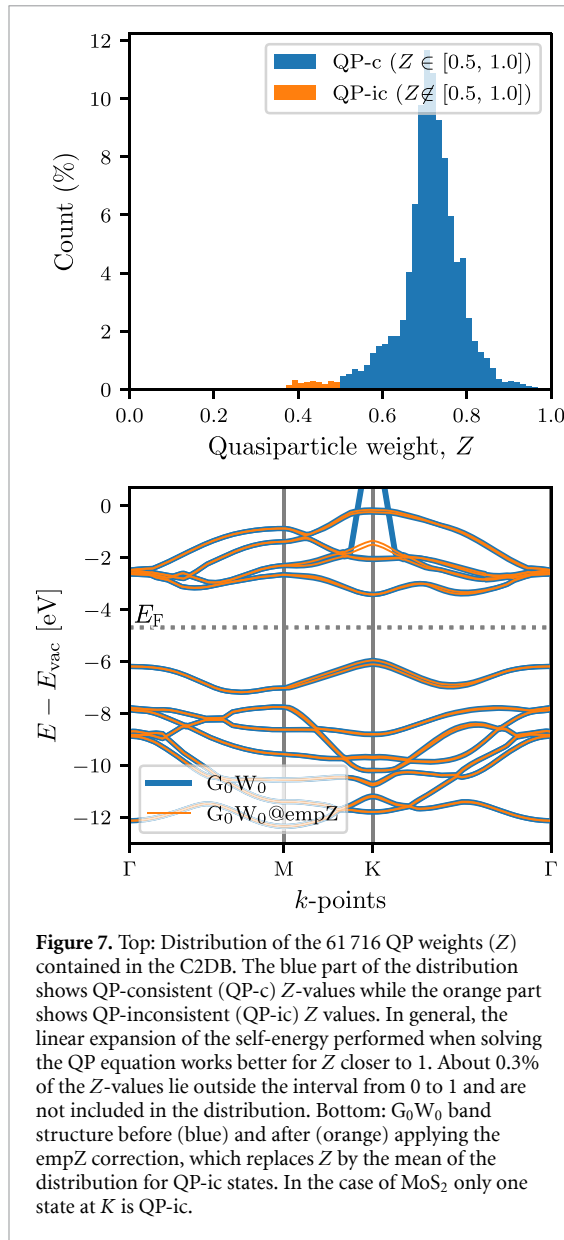 12
10
8
6
4
2
0
Count (%)
QP-c (Z ∈ [0.5, 1.0])
QP-ic (Z∉ [0.5, 1.0])
0.0 0.2 0.4 0.6 0.8 1.0
Quasiparticle weight, Z
0
−2
−4
−6
−8
−10
−12
E − E_vac [eV]
E_F
G₀W₀
G₀W₀@empZ
Γ M K Γ
k-points
Figure 7. Top: Distribution of the 61 716 QP weights (Z)
contained in the C2DB. The blue part of the distribution
shows QP-consistent (QP-c) Z-values while the orange part
shows QP-inconsistent (QP-ic) Z values. In general, the
linear expansion of the self-energy performed when solving
the QP equation works better for Z closer to 1. About 0.3%
of the Z-values lie outside the interval from 0 to 1 and are
not included in the distribution. Bottom: G₀W₀ band
structure before (blue) and after (orange) applying the
empZ correction, which replaces Z by the mean of the
distribution for QP-ic states. In the case of MoS₂ only one
state at K is QP-ic.